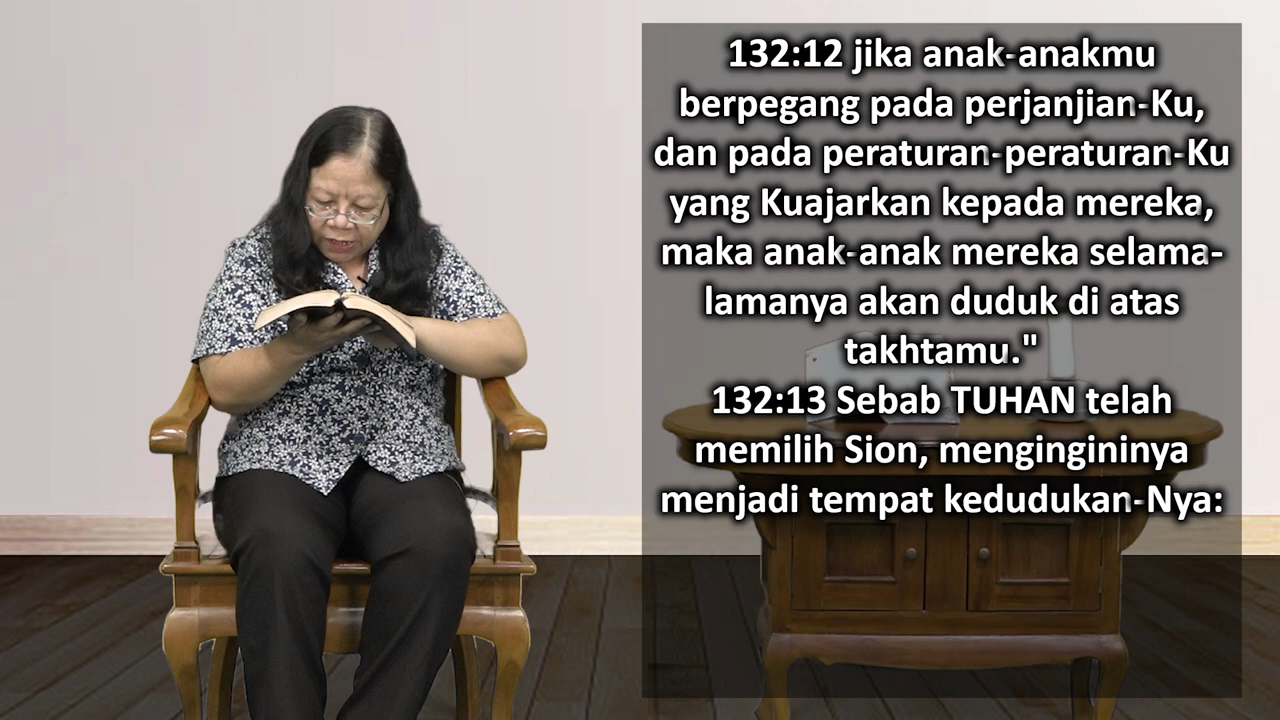 132:12 jika anak-anakmu
berpegang pada perjanjian-Ku,
dan pada peraturan-peraturan-Ku
yang Kuajarkan kepada mereka,
maka anak-anak mereka selama-
lamanya akan duduk di atas
takhtamu."
132:13 Sebab TUHAN telah
memilih Sion, mengingininya
menjadi tempat kedudukan-Nya: